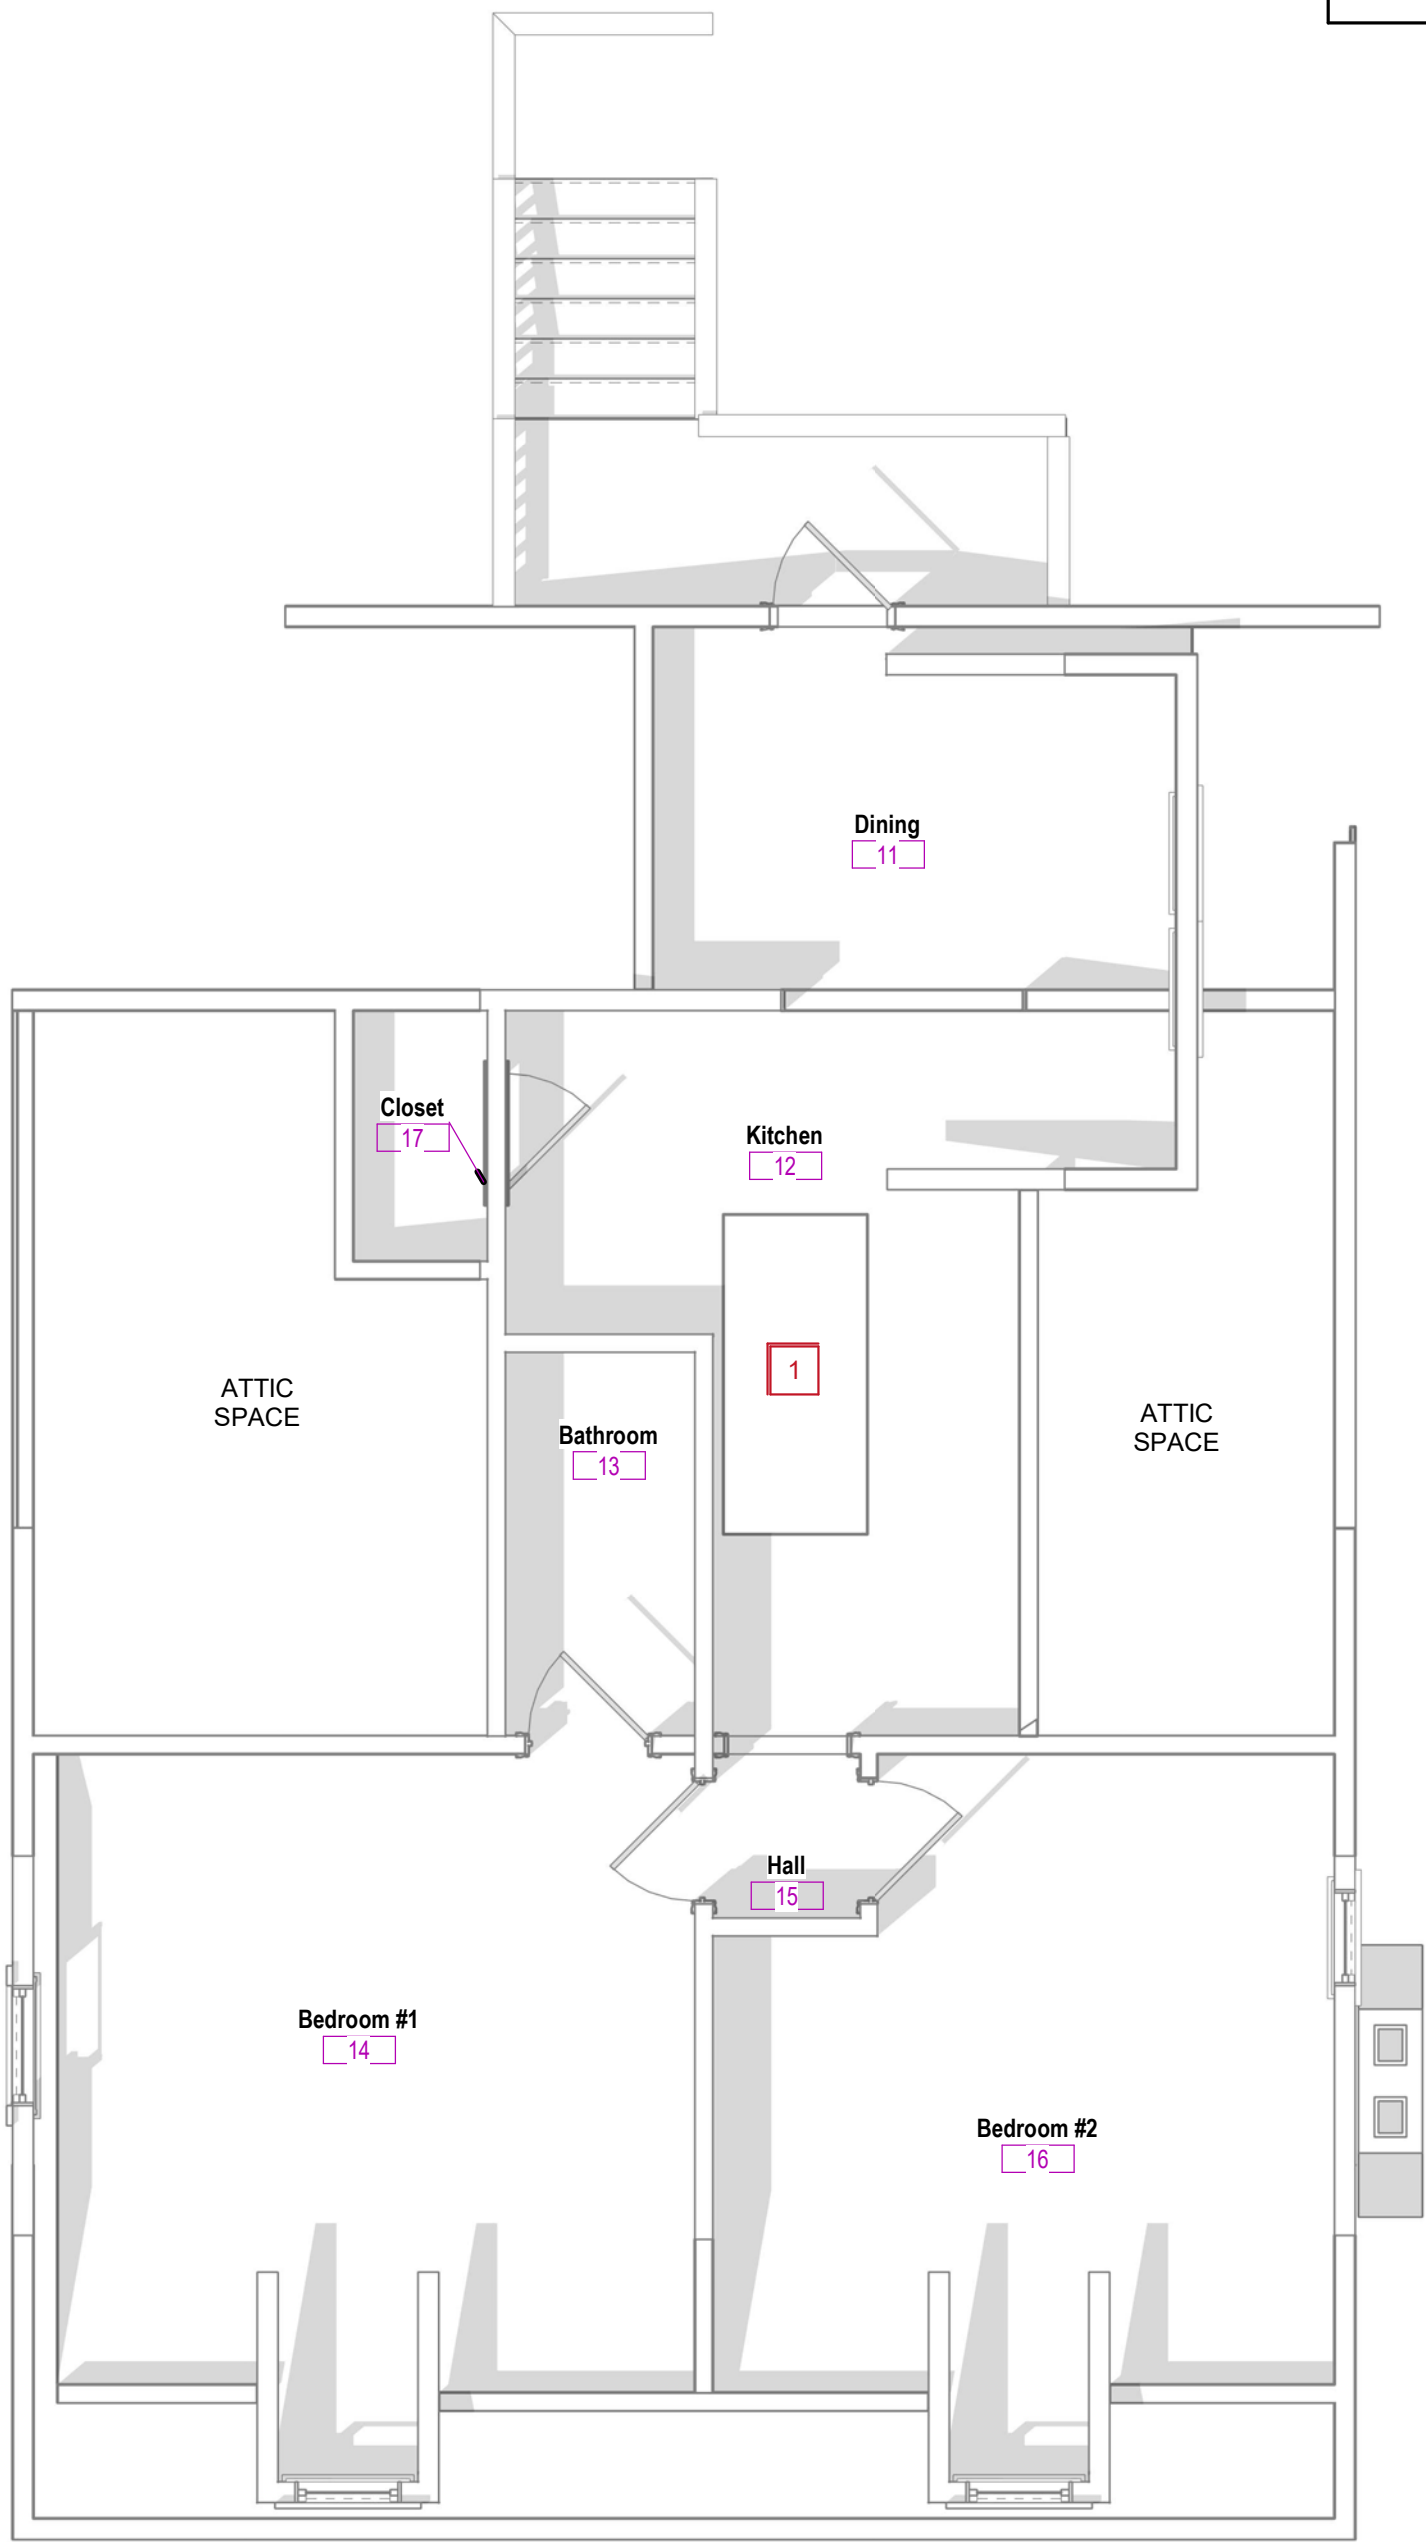 Dining
11
Closet
17
Kitchen
12
1
ATTIC
SPACE
ATTIC
SPACE
Bathroom
13
Hall
15
Bedroom #1
14
Bedroom #2
16